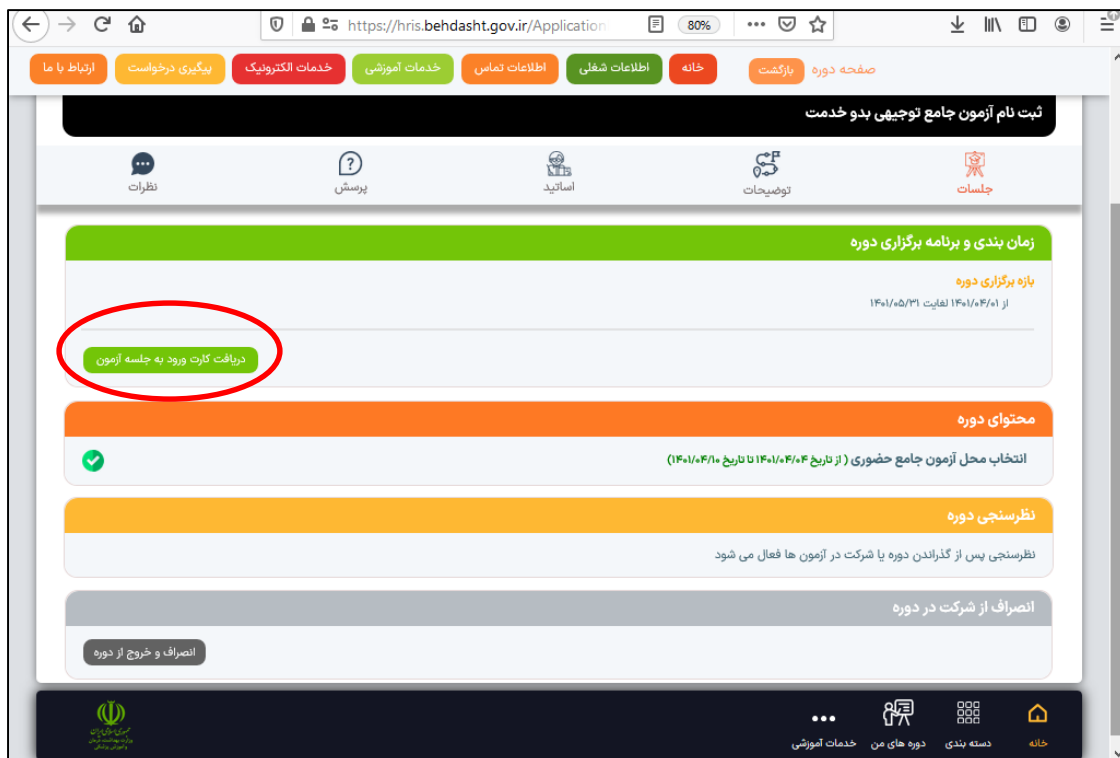 https://hris.behdasht.gov.ir/Application
80%
صفحه دوره
بازگشت
خانه
اطلاعات شغلی
اطلاعات تماس
خدمات آموزشی
خدمات الکترونیک
پیگیری درخواست
ارتباط با ما
ثبت نام آزمون جامع توجیهی بدو خدمت
جلسات
توضیحات
اساتید
پرسش
نظرات
زمان بندی و برنامه برگزاری دوره
بازه برگزاری دوره
از ۱۴۰۱/۰۴/۰۱ لغایت ۱۴۰۱/۰۵/۳۱
دریافت کارت ورود به جلسه آزمون
محتوای دوره
انتخاب محل آزمون جامع حضوری ( از تاریخ ۱۴۰۱/۰۴/۰۴ تا تاریخ ۱۴۰۱/۰۴/۱۰)
نظرسنجی دوره
نظرسنجی پس از گذراندن دوره یا شرکت در آزمون ها فعال می شود
انصراف از شرکت در دوره
انصراف و خروج از دوره
خانه
دسته بندی
دوره های من
خدمات آموزشی